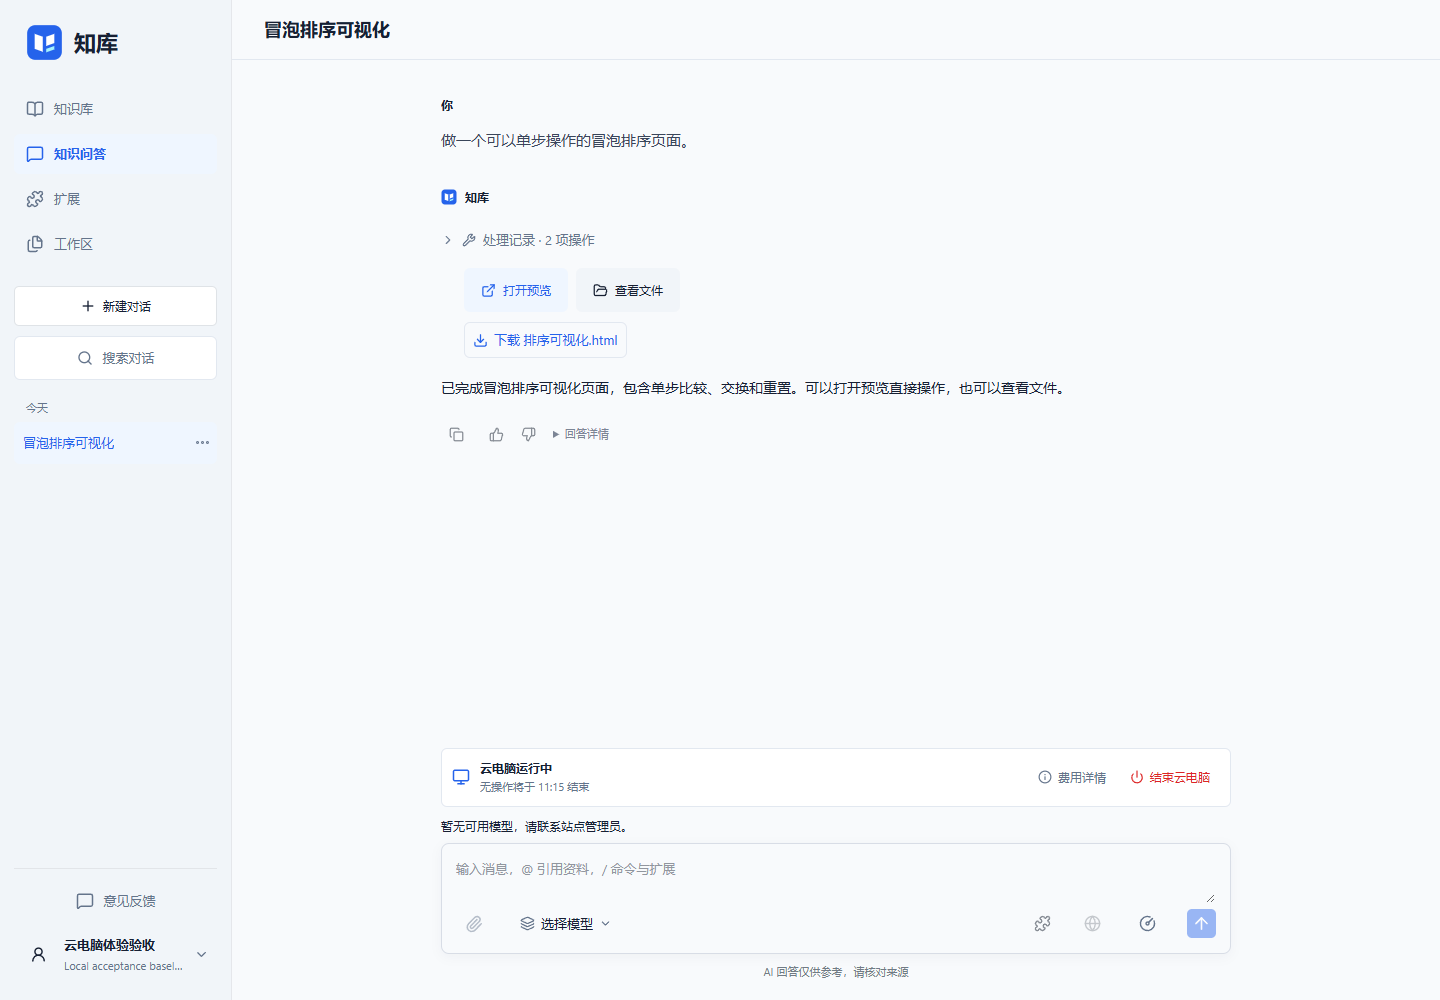 知库
知识库
知识问答
扩展
工作区
新建对话
搜索对话
今天
冒泡排序可视化
意见反馈
云电脑体验验收
Local acceptance basel...
冒泡排序可视化
你
做一个可以单步操作的冒泡排序页面。
知库
处理记录 · 2 项操作
打开预览
查看文件
下载 排序可视化.html
已完成冒泡排序可视化页面，包含单步比较、交换和重置。可以打开预览直接操作，也可以查看文件。
回答详情
云电脑运行中
无操作将于 11:15 结束
费用详情
结束云电脑
暂无可用模型，请联系站点管理员。
输入消息，@ 引用资料，/ 命令与扩展
选择模型
AI 回答仅供参考，请核对来源